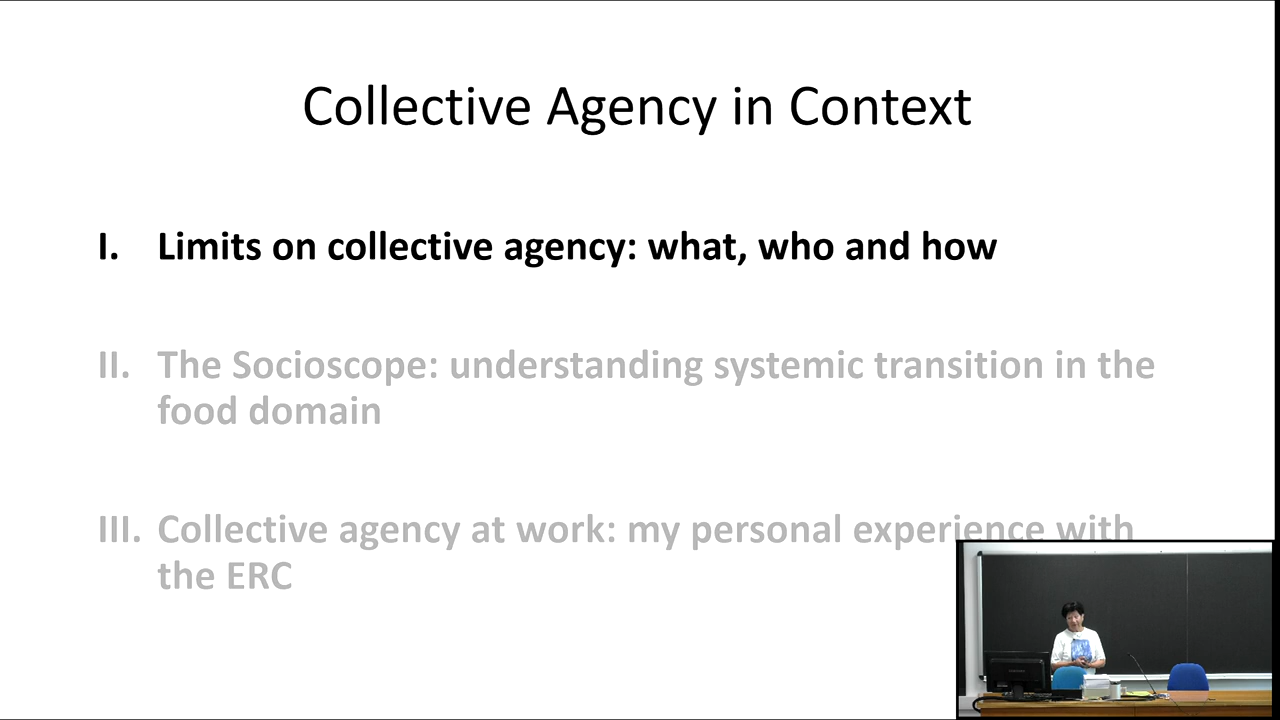 Collective Agency in Context
I. Limits on collective agency: what, who and how
II. The Socioscope: understanding systemic transition in the
food domain
III. Collective agency at work: my personal experience with
the ERC